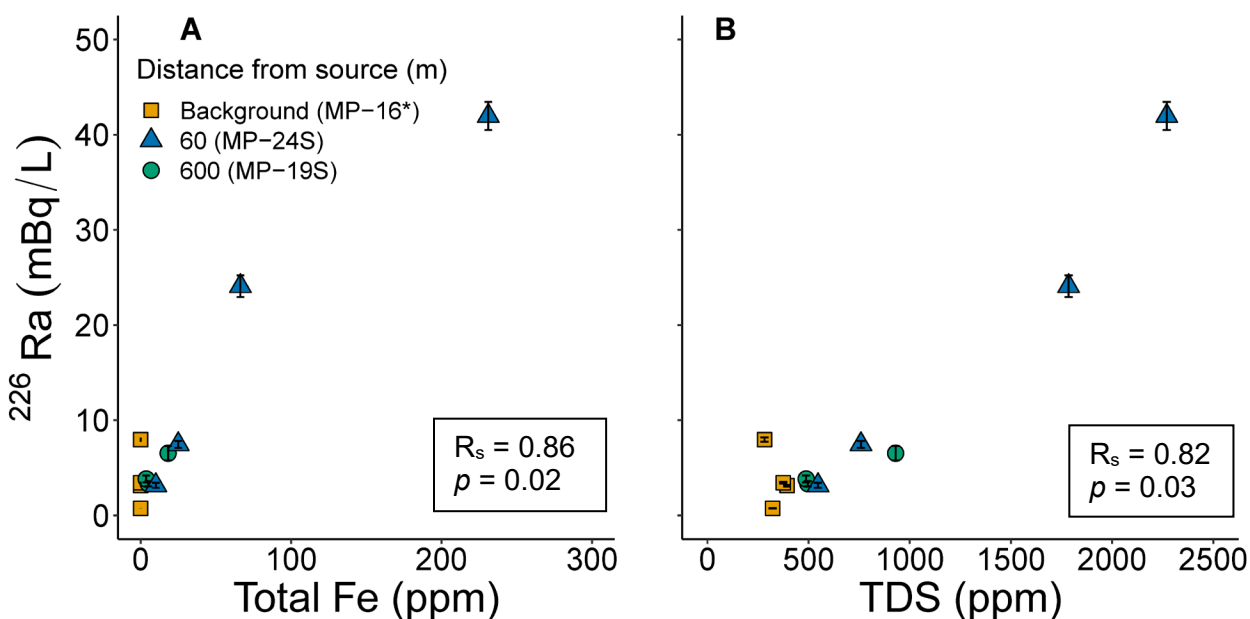 A
B
Distance from source (m)
Background (MP−16*)
60 (MP−24S)
600 (MP−19S)
50
40
30
20
10
0
226Ra (mBq/L)
Rₛ = 0.86
p = 0.02
Rₛ = 0.82
p = 0.03
0 100 200 300
0 500 1000 1500 2000 2500
Total Fe (ppm)
TDS (ppm)